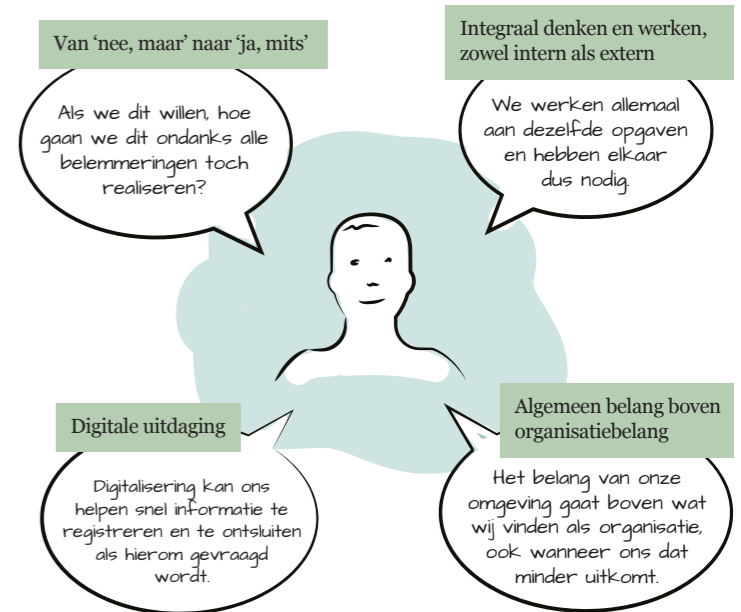 Van ‘nee, maar’ naar ‘ja, mits’
Als we dit willen, hoe
gaan we dit ondanks alle
belemmeringen toch
realiseren?
Integraal denken en werken,
zowel intern als extern
We werken allemaal
aan dezelfde opgaven
en hebben elkaar
dus nodig.
Digitale uitdaging
Digitalisering kan ons
helpen snel informatie te
registreren en te ontsluiten
als hierom gevraagd
wordt.
Algemeen belang boven
organisatiebelang
Het belang van onze
omgeving gaat boven wat
wij vinden als organisatie,
ook wanneer ons dat
minder uitkomt.